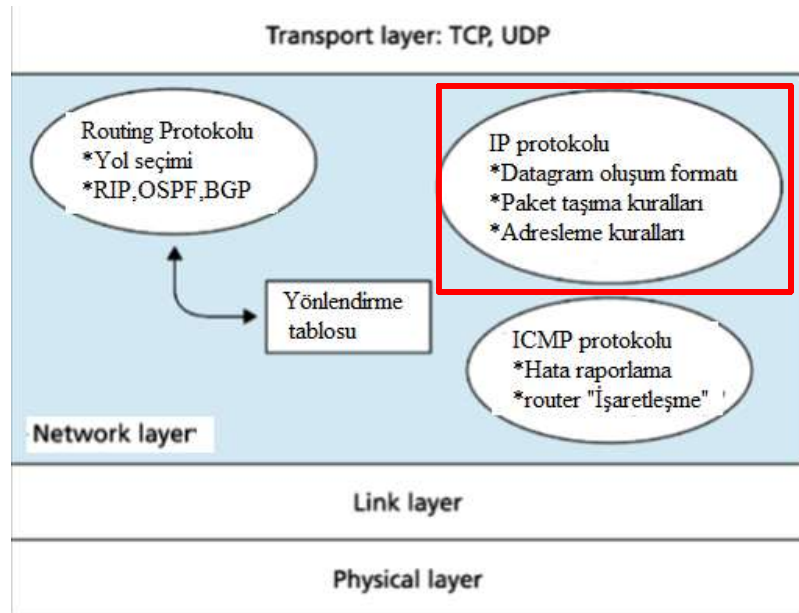 Transport layer: TCP, UDP
Routing Protokolu
*Yol seçimi
*RIP,OSPF,BGP
IP protokolu
*Datagram oluşum formatı
*Paket taşıma kuralları
*Adresleme kuralları
Yönlendirme
tablosu
ICMP protokolu
*Hata raporlama
*router "İşaretleşme"
Network layer
Link layer
Physical layer